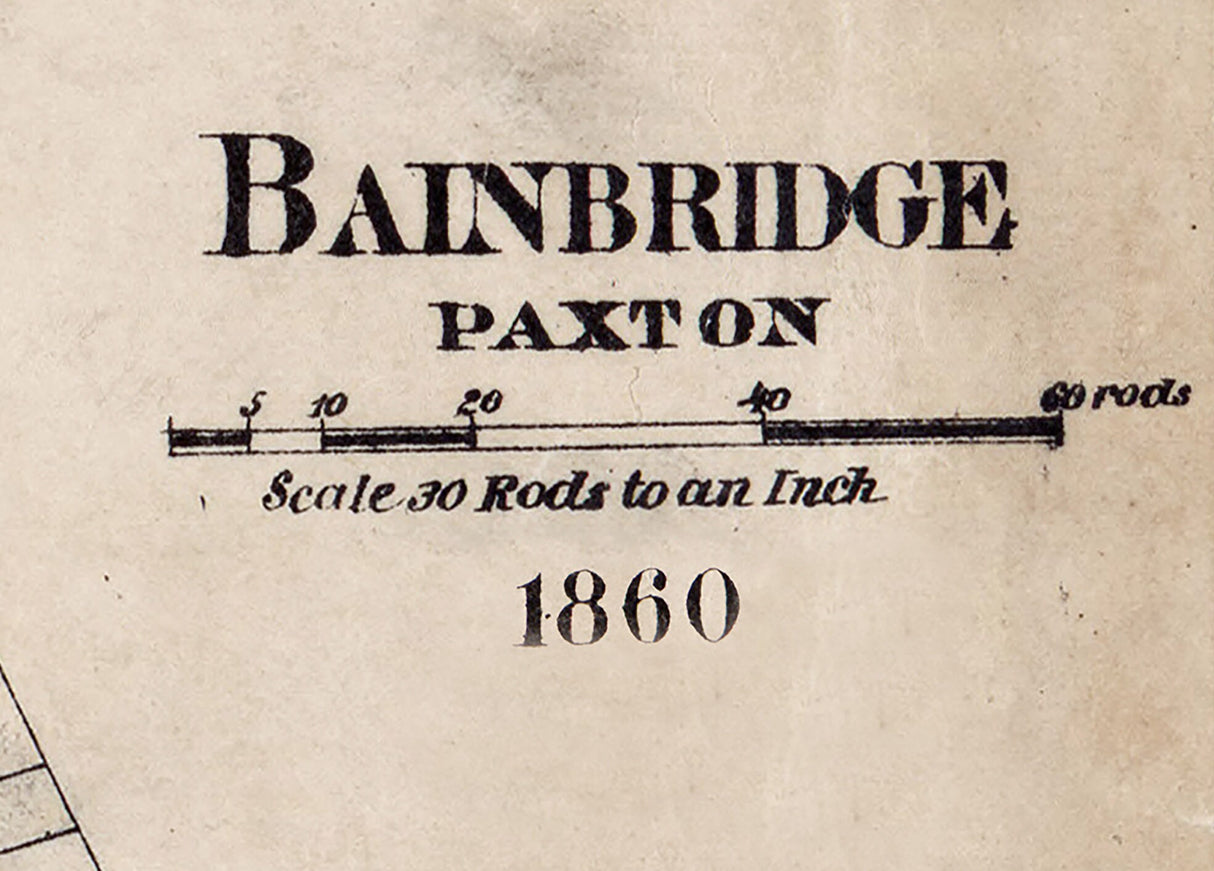 BAINBRIDGE
PAXTON
5 10 20 40 60 rods
Scale 30 Rods to an Inch
1860